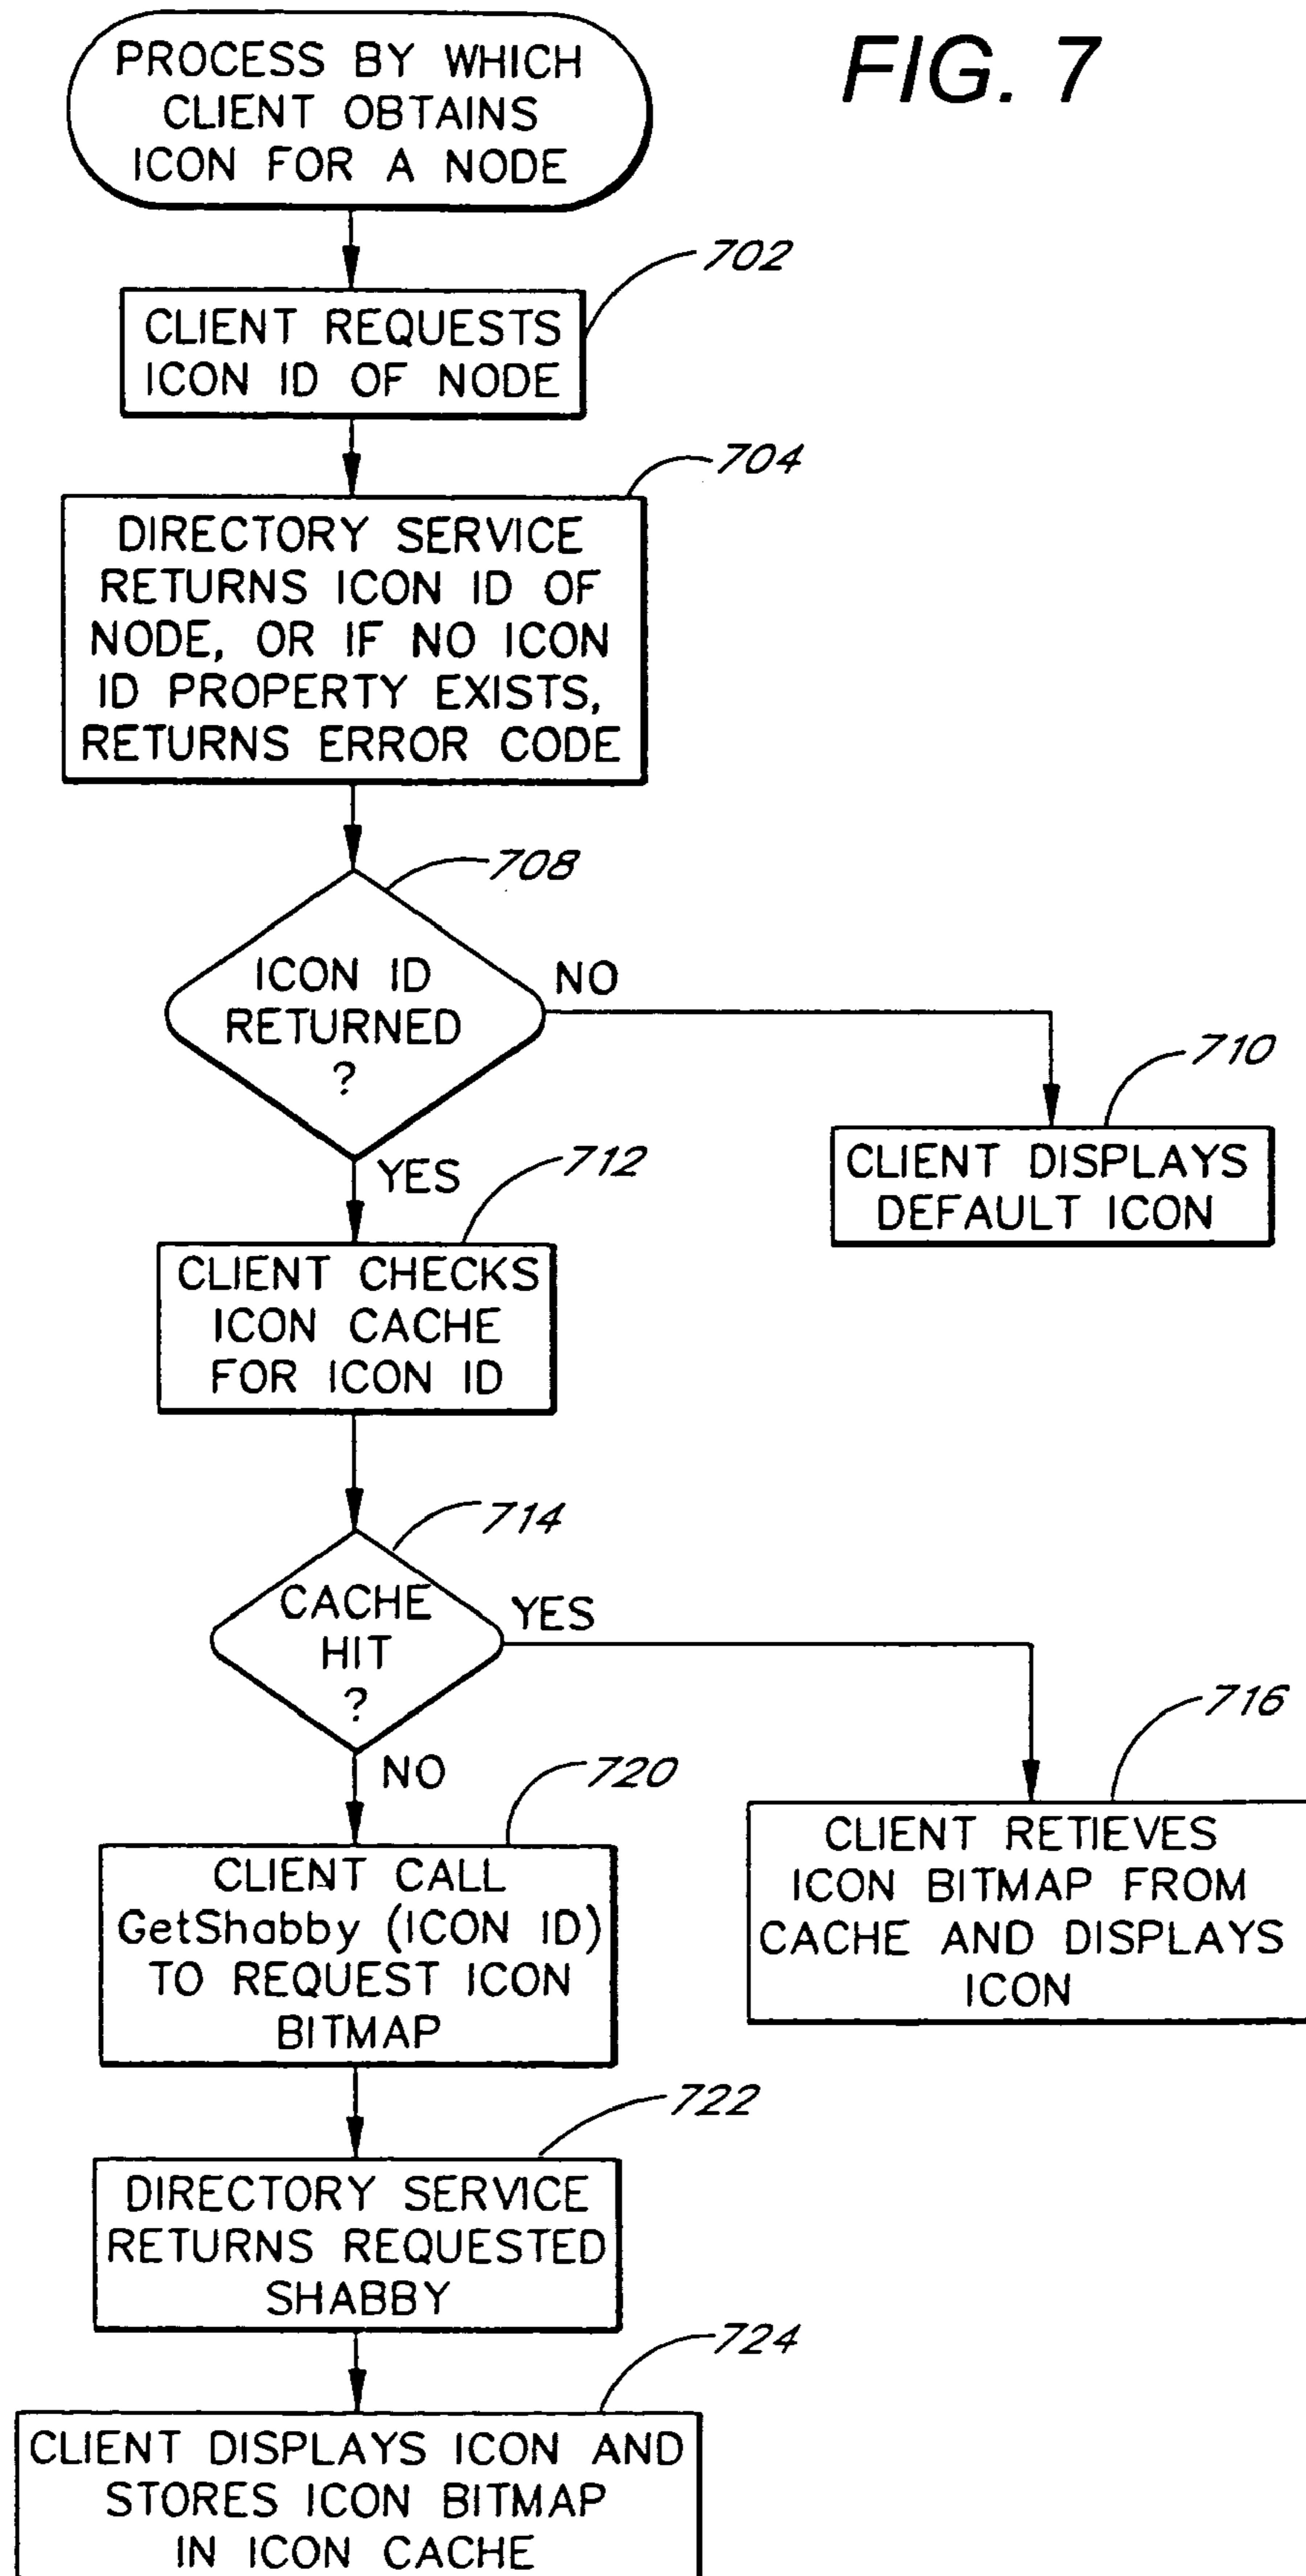 PROCESS BY WHICH
CLIENT OBTAINS
ICON FOR A NODE
FIG. 7
702
CLIENT REQUESTS
ICON ID OF NODE
704
DIRECTORY SERVICE
RETURNS ICON ID OF
NODE, OR IF NO ICON
ID PROPERTY EXISTS,
RETURNS ERROR CODE
708
ICON ID
RETURNED
?
NO
710
CLIENT DISPLAYS
DEFAULT ICON
YES
712
CLIENT CHECKS
ICON CACHE
FOR ICON ID
714
CACHE
HIT
?
YES
716
CLIENT RETIEVES
ICON BITMAP FROM
CACHE AND DISPLAYS
ICON
NO
720
CLIENT CALL
GetShabby (ICON ID)
TO REQUEST ICON
BITMAP
722
DIRECTORY SERVICE
RETURNS REQUESTED
SHABBY
724
CLIENT DISPLAYS ICON AND
STORES ICON BITMAP
IN ICON CACHE